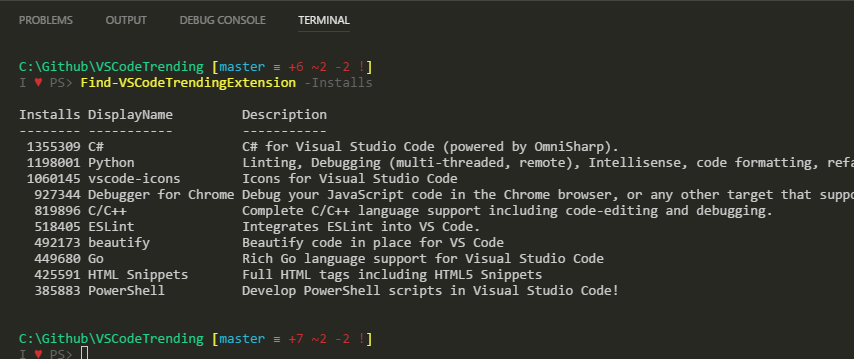 PROBLEMS OUTPUT DEBUG CONSOLE TERMINAL
C:\Github\VSCodeTrending [master ≡ +6 ~2 -2 !]
I ♥ PS> Find-VSCodeTrendingExtension -Installs
Installs DisplayName Description
-------- ----------- -----------
1355309 C# C# for Visual Studio Code (powered by OmniSharp).
1198001 Python Linting, Debugging (multi-threaded, remote), Intellisense, code formatting, refa
1060145 vscode-icons Icons for Visual Studio Code
927344 Debugger for Chrome Debug your JavaScript code in the Chrome browser, or any other target that suppo
819896 C/C++ Complete C/C++ language support including code-editing and debugging.
518405 ESLint Integrates ESLint into VS Code.
492173 beautify Beautify code in place for VS Code
449680 Go Rich Go language support for Visual Studio Code
425591 HTML Snippets Full HTML tags including HTML5 Snippets
385883 PowerShell Develop PowerShell scripts in Visual Studio Code!
C:\Github\VSCodeTrending [master ≡ +7 ~2 -2 !]
I ♥ PS>